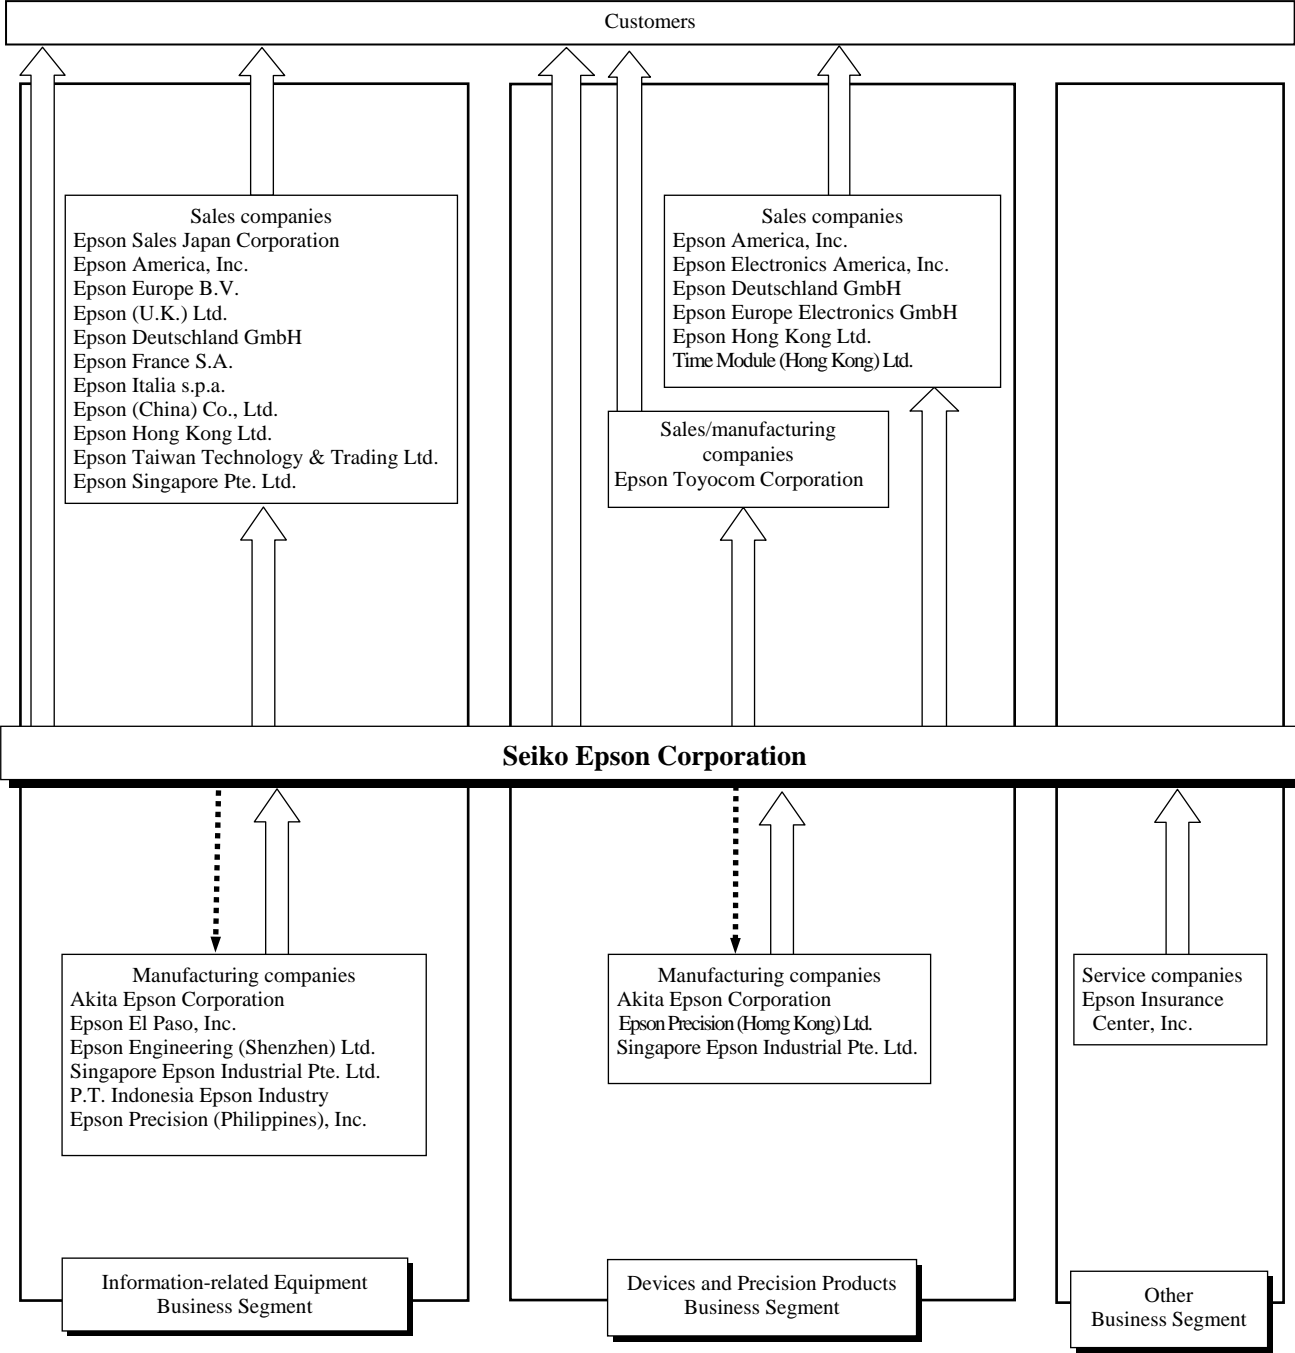 Customers
Sales companies
Epson Sales Japan Corporation
Epson America, Inc.
Epson Europe B.V.
Epson (U.K.) Ltd.
Epson Deutschland GmbH
Epson France S.A.
Epson Italia s.p.a.
Epson (China) Co., Ltd.
Epson Hong Kong Ltd.
Epson Taiwan Technology & Trading Ltd.
Epson Singapore Pte. Ltd.
Sales companies
Epson America, Inc.
Epson Electronics America, Inc.
Epson Deutschland GmbH
Epson Europe Electronics GmbH
Epson Hong Kong Ltd.
Time Module (Hong Kong) Ltd.
Sales/manufacturing
companies
Epson Toyocom Corporation
Seiko Epson Corporation
Manufacturing companies
Akita Epson Corporation
Epson El Paso, Inc.
Epson Engineering (Shenzhen) Ltd.
Singapore Epson Industrial Pte. Ltd.
P.T. Indonesia Epson Industry
Epson Precision (Philippines), Inc.
Manufacturing companies
Akita Epson Corporation
Epson Precision (Homg Kong) Ltd.
Singapore Epson Industrial Pte. Ltd.
Service companies
Epson Insurance
Center, Inc.
Information-related Equipment
Business Segment
Devices and Precision Products
Business Segment
Other
Business Segment